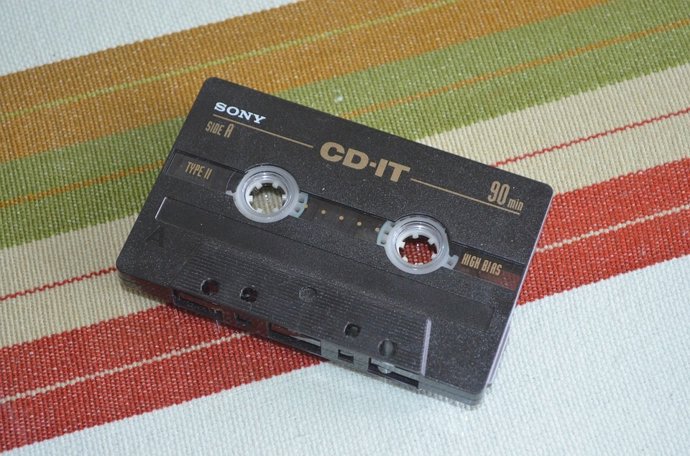 SONY
SIDE A
CD-IT
90 min
TYPE II
HIGH BIAS
A